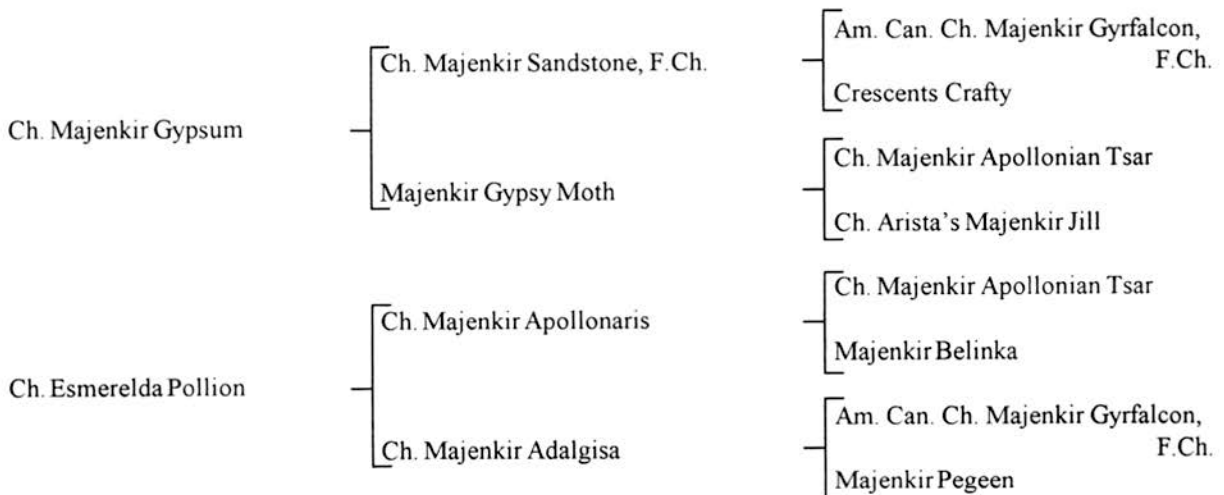 Am. Can. Ch. Majenkir Gyrfalcon,
F.Ch.
Ch. Majenkir Sandstone, F.Ch.
Crescents Crafty
Ch. Majenkir Gypsum
Ch. Majenkir Apollonian Tsar
Majenkir Gypsy Moth
Ch. Arista's Majenkir Jill
Ch. Majenkir Apollonian Tsar
Ch. Majenkir Apollonaris
Majenkir Belinka
Ch. Esmerelda Pollion
Am. Can. Ch. Majenkir Gyrfalcon,
F.Ch.
Ch. Majenkir Adalgisa
Majenkir Pegeen